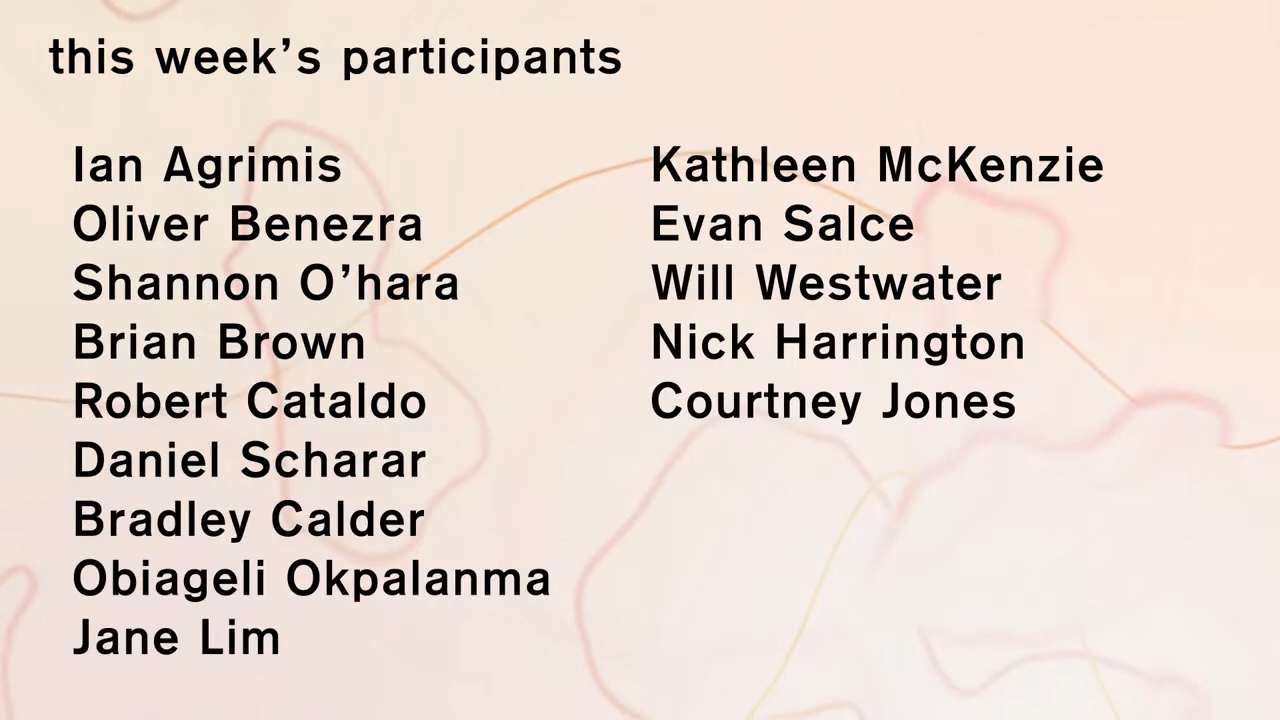 this week’s participants
Ian Agrimis
Oliver Benezra
Shannon O’hara
Brian Brown
Robert Cataldo
Daniel Scharar
Bradley Calder
Obiageli Okpalanma
Jane Lim
Kathleen McKenzie
Evan Salce
Will Westwater
Nick Harrington
Courtney Jones